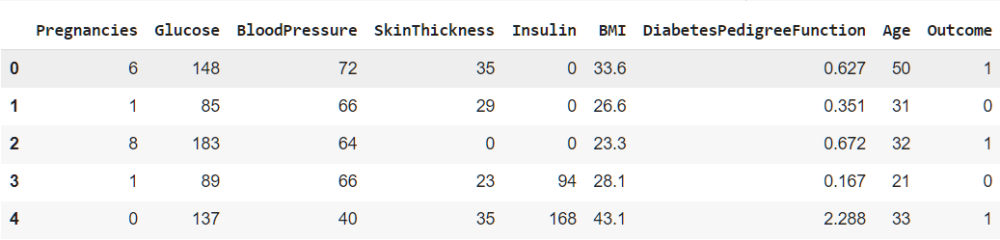 Pregnancies Glucose BloodPressure SkinThickness Insulin BMI DiabetesPedigreeFunction Age Outcome
0 6 148 72 35 0 33.6 0.627 50 1
1 1 85 66 29 0 26.6 0.351 31 0
2 8 183 64 0 0 23.3 0.672 32 1
3 1 89 66 23 94 28.1 0.167 21 0
4 0 137 40 35 168 43.1 2.288 33 1